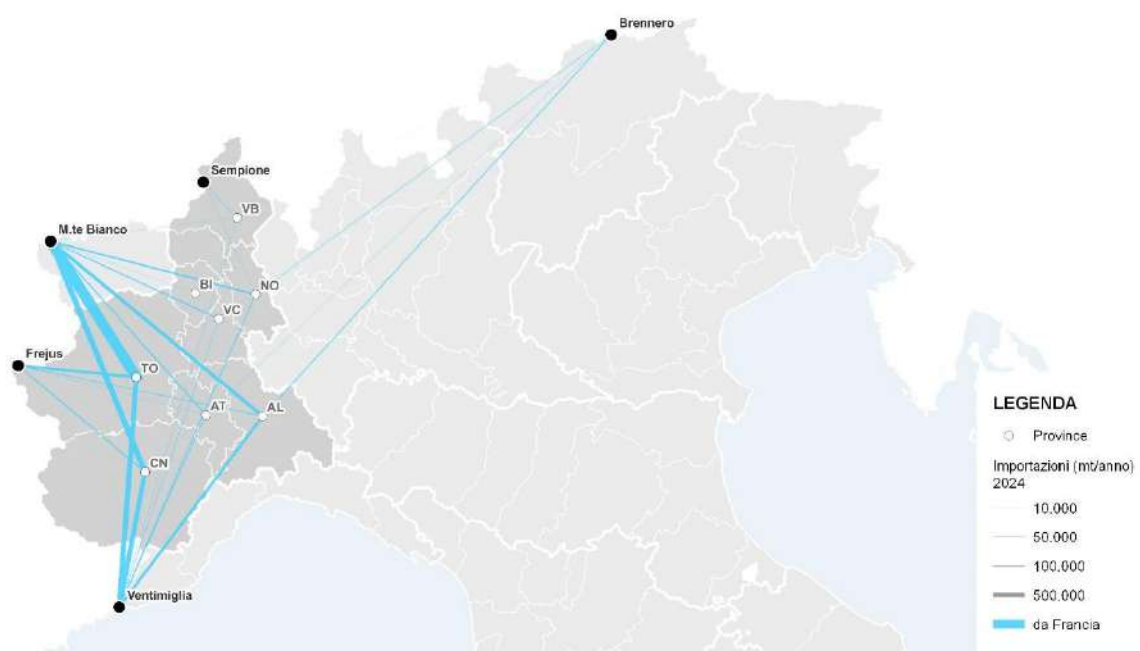 Brennero
Sempione
VB
M.te Bianco
BI
NO
VC
Frejus
TO
AT
AL
CN
Ventimiglia
LEGENDA
Province
Importazioni (mt/anno)
2024
10.000
50.000
100.000
500.000
da Francia